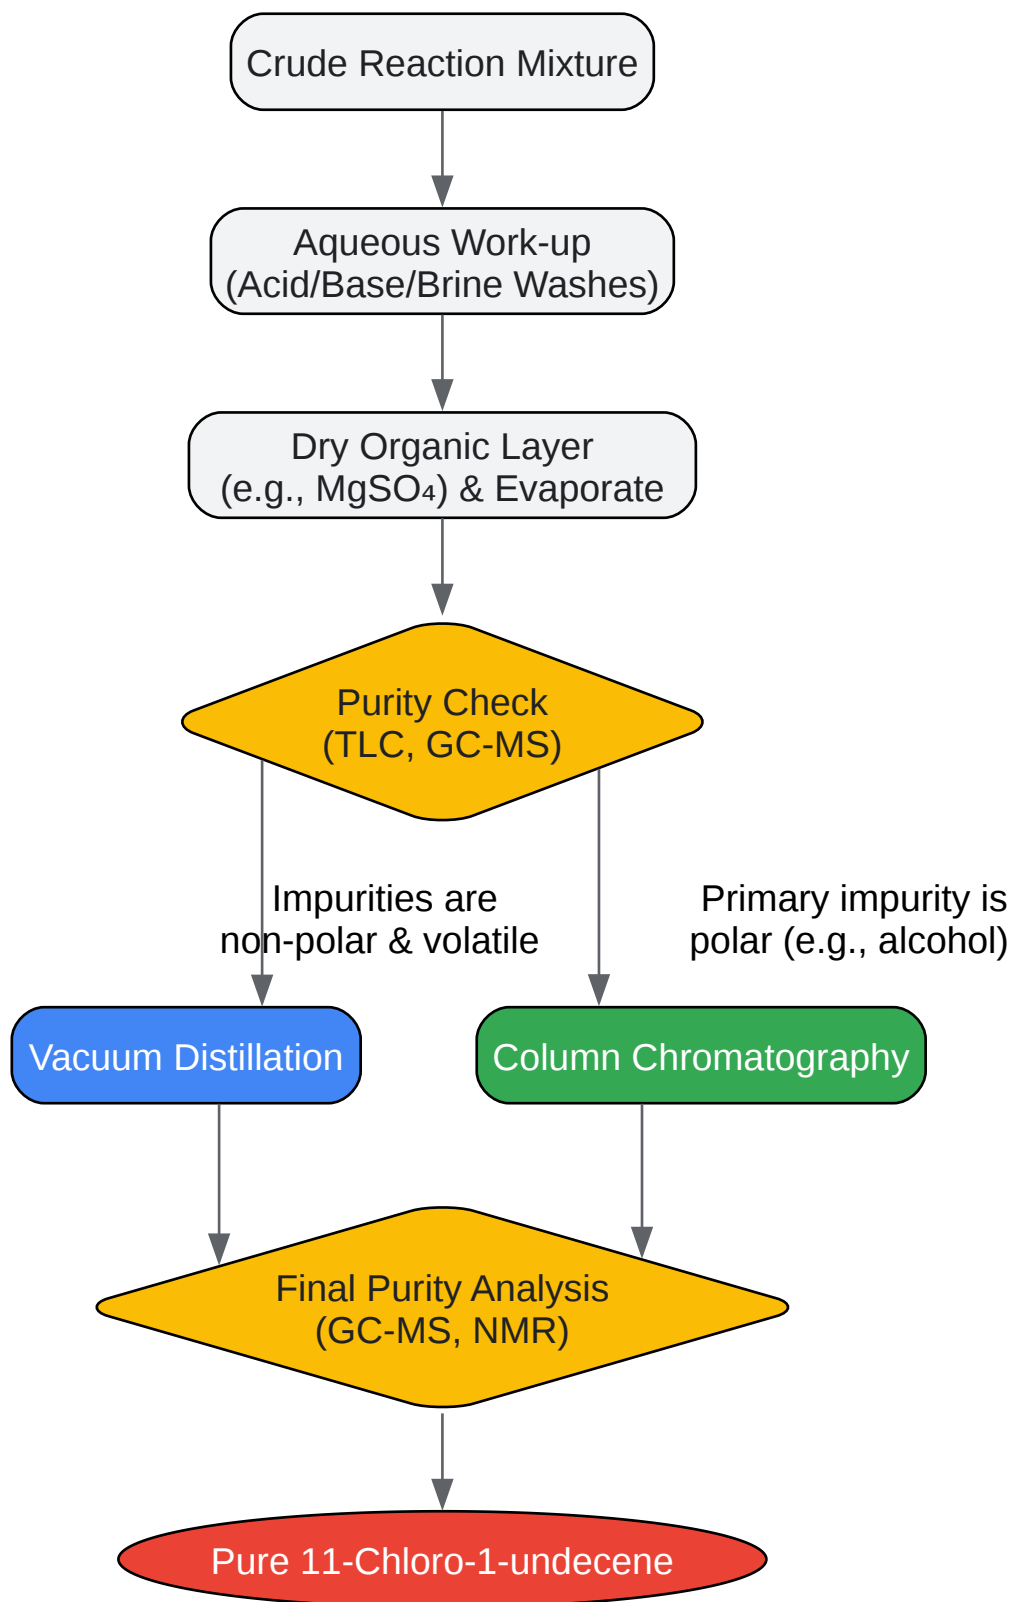 Crude Reaction Mixture
Aqueous Work-up
(Acid/Base/Brine Washes)
Dry Organic Layer
(e.g., MgSO₄) & Evaporate
Purity Check
(TLC, GC-MS)
Impurities are
non-polar & volatile
Primary impurity is
polar (e.g., alcohol)
Vacuum Distillation
Column Chromatography
Final Purity Analysis
(GC-MS, NMR)
Pure 11-Chloro-1-undecene